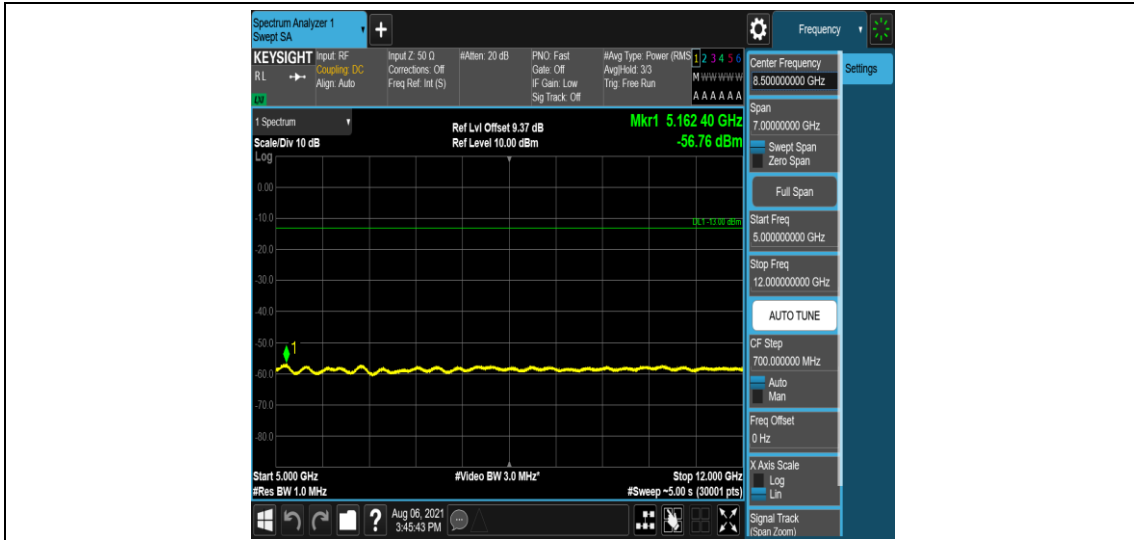 Spectrum Analyzer 1
Swept SA
Frequency
KEYSIGHT
RL
Input: RF
Coupling: DC
Align: Auto
Input Z: 50 Ω
Corrections: Off
Freq Ref: Int (S)
#Atten: 20 dB
PNO: Fast
Gate: Off
IF Gain: Low
Sig Track: Off
#Avg Type: Power (RMS
Avg|Hold: 3/3
Trig: Free Run
1 2 3 4 5 6
M W W W W W
A A A A A A
1 Spectrum
Scale/Div 10 dB
Log
Ref Lvl Offset 9.37 dB
Ref Level 10.00 dBm
Mkr1 5.162 40 GHz
-56.76 dBm
0.00
-10.0
DL1 -13.00 dBm
-20.0
-30.0
-40.0
-50.0
1
-60.0
-70.0
-80.0
Start 5.000 GHz
#Res BW 1.0 MHz
#Video BW 3.0 MHz*
Stop 12.000 GHz
#Sweep ~5.00 s (30001 pts)
Aug 06, 2021
3:45:43 PM
Center Frequency
8.500000000 GHz
Settings
Span
7.00000000 GHz
Swept Span
Zero Span
Full Span
Start Freq
5.000000000 GHz
Stop Freq
12.000000000 GHz
AUTO TUNE
CF Step
700.000000 MHz
Auto
Man
Freq Offset
0 Hz
X Axis Scale
Log
Lin
Signal Track
(Span Zoom)